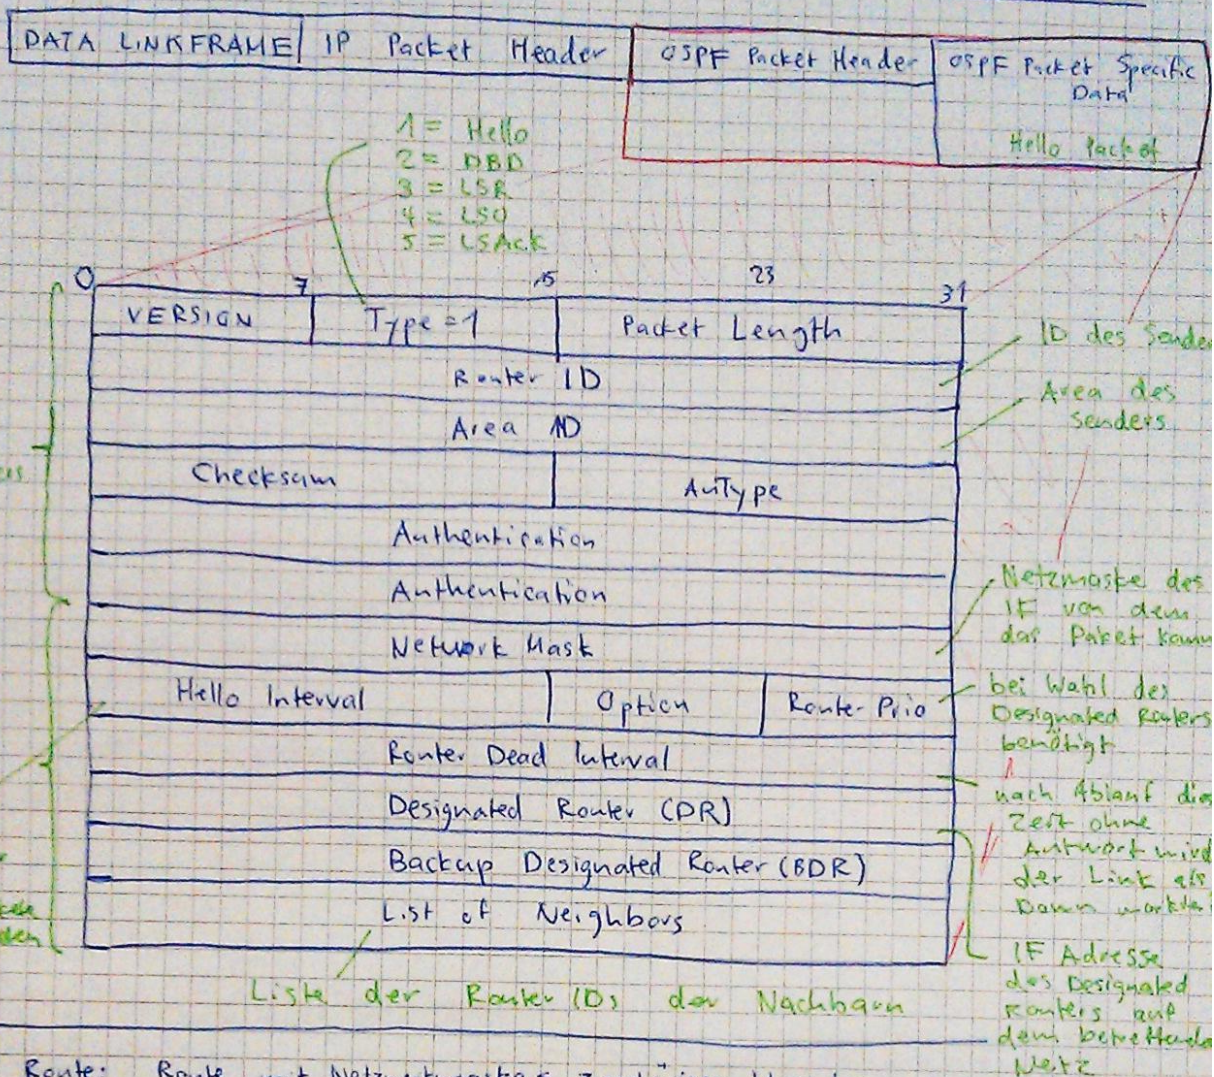 DATA LINKFRAME IP Packet Header OSPF Packet Header OSPF Packet Specific
Data
Hello Packet
1 = Hello
2 = DBD
3 = LSR
4 = LSU
5 = LSAck
0 7 15 23 31
VERSION Type = 1 Packet Length
Router ID
Area ID
Checksum AuType
Authentication
Authentication
Network Mask
Hello Interval Option Router Prio
Router Dead Interval
Designated Router (DR)
Backup Designated Router (BDR)
List of Neighbors
ID des Sende
Area des
Senders
Netzmaske des
IF von dem
das Paket kam
bei Wahl des
Designated Routers
benötigt
nach Ablauf dies
Zeit ohne
Antwort wird
der Link als
Down
IF Adresse
des Designated
Routers auf
dem
Netz
Liste der Router IDs der Nachbarn
Route: Route mit